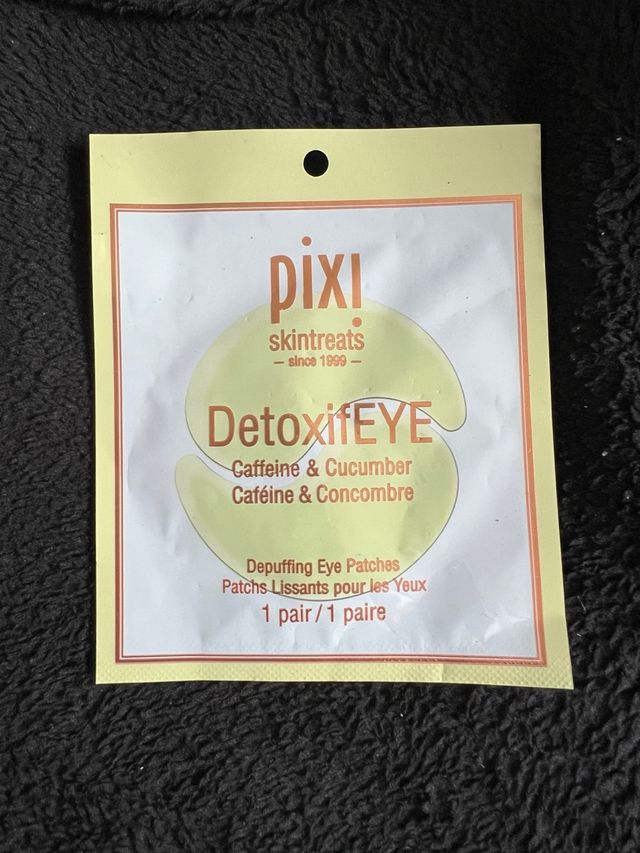 pixi
skintreats
— since 1999 —
DetoxifEYE
Caffeine & Cucumber
Caféine & Concombre
Depuffing Eye Patches
Patchs Lissants pour les Yeux
1 pair / 1 paire